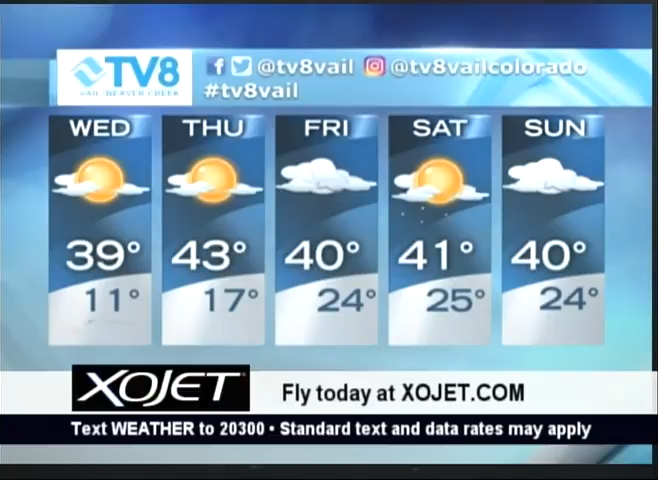 TV8
VAIL BEAVER CREEK
@tv8vail @tv8vailcolorado
#tv8vail
WED THU FRI SAT SUN
39° 43° 40° 41° 40°
11° 17° 24° 25° 24°
XOJET Fly today at XOJET.COM
Text WEATHER to 20300 • Standard text and data rates may apply